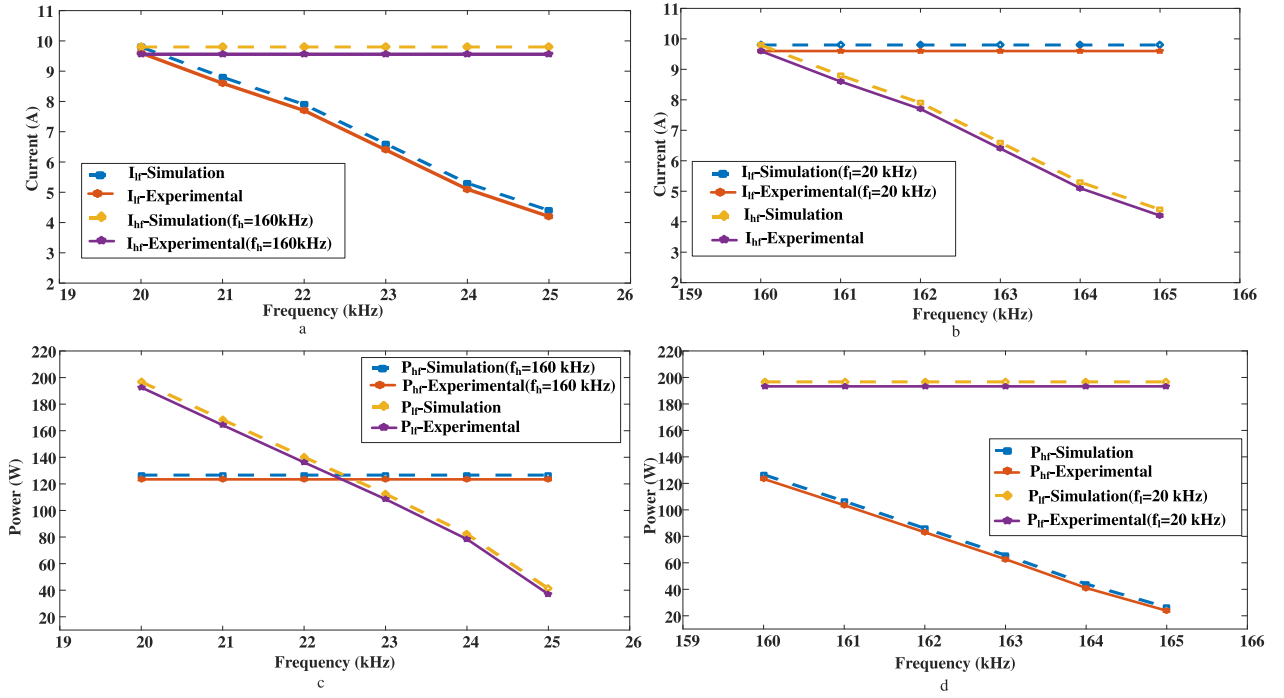 Current (A)
11
10
9
8
7
6
5
4
3
2
I_lf-Simulation
I_lf-Experimental
I_hf-Simulation(f_h=160kHz)
I_hf-Experimental(f_h=160kHz)
19 20 21 22 23 24 25 26
Frequency (kHz)
a
Current (A)
11
10
9
8
7
6
5
4
3
2
I_lf-Simulation(f_l=20 kHz)
I_lf-Experimental(f_l=20 kHz)
I_hf-Simulation
I_hf-Experimental
159 160 161 162 163 164 165 166
Frequency (kHz)
b
Power (W)
220
200
180
160
140
120
100
80
60
40
20
P_hf-Simulation(f_h=160 kHz)
P_hf-Experimental(f_h=160 kHz)
P_lf-Simulation
P_lf-Experimental
19 20 21 22 23 24 25 26
Frequency (kHz)
c
Power (W)
220
200
180
160
140
120
100
80
60
40
20
P_hf-Simulation
P_hf-Experimental
P_lf-Simulation(f_l=20 kHz)
P_lf-Experimental(f_l=20 kHz)
159 160 161 162 163 164 165 166
Frequency (kHz)
d